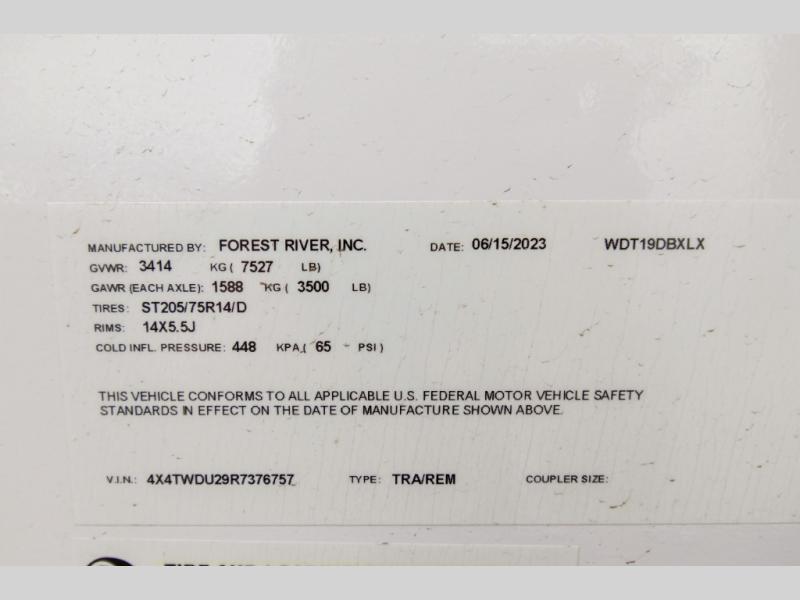 MANUFACTURED BY: FOREST RIVER, INC. DATE: 06/15/2023 WDT19DBXLX
GVWR: 3414 KG ( 7527 LB)
GAWR (EACH AXLE): 1588 KG ( 3500 LB)
TIRES: ST205/75R14/D
RIMS: 14X5.5J
COLD INFL. PRESSURE: 448 KPA ( 65 PSI )
THIS VEHICLE CONFORMS TO ALL APPLICABLE U.S. FEDERAL MOTOR VEHICLE SAFETY
STANDARDS IN EFFECT ON THE DATE OF MANUFACTURE SHOWN ABOVE.
V.I.N.: 4X4TWDU29R7376757 TYPE: TRA/REM COUPLER SIZE: